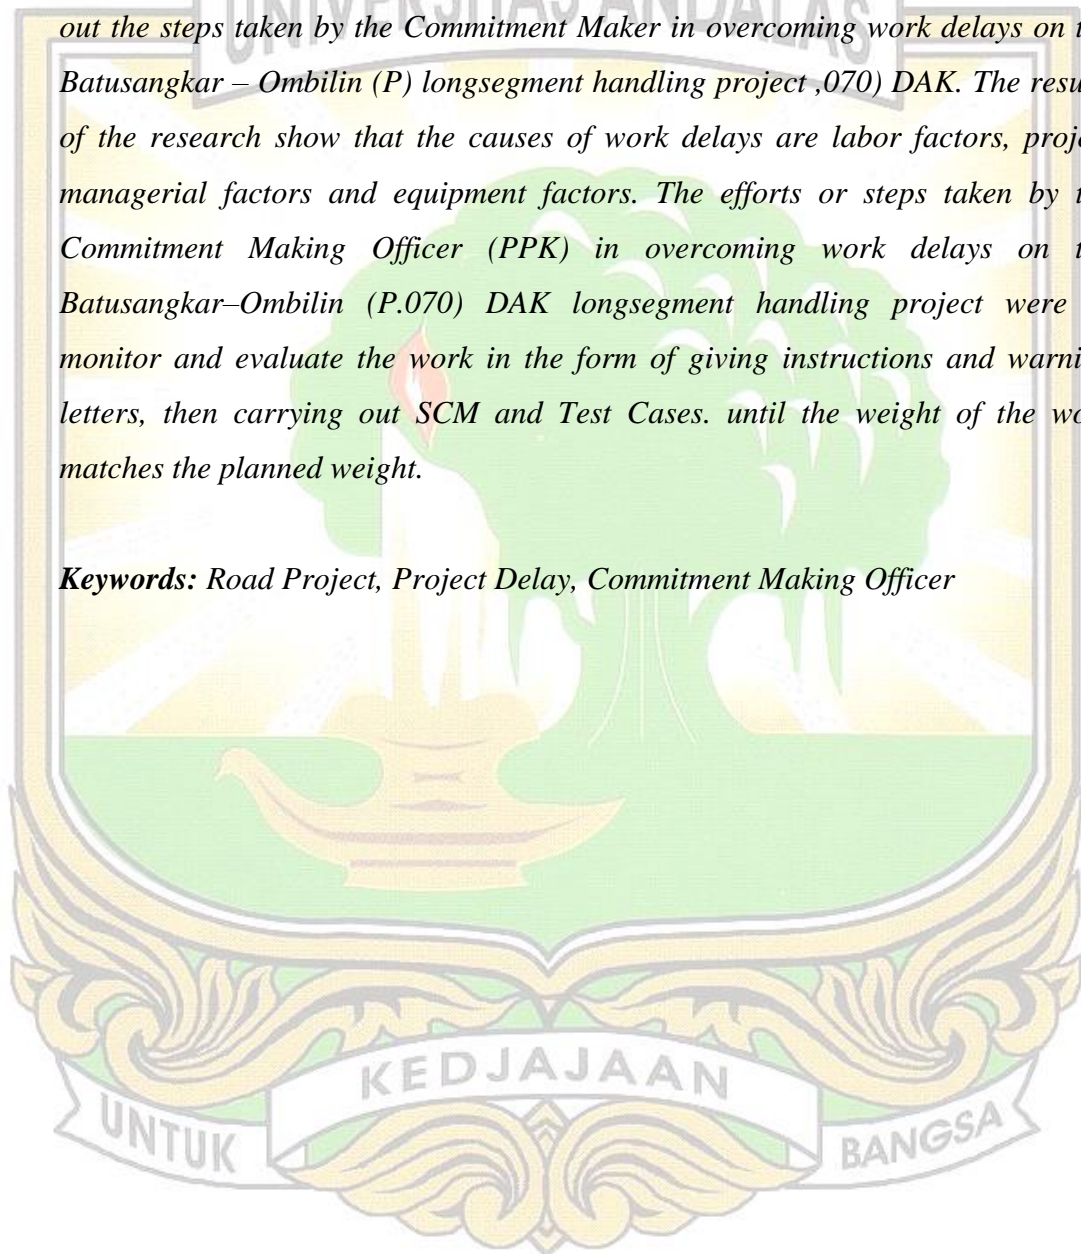 UNIVERSITAS ANDALAS
out the steps taken by the Commitment Maker in overcoming work delays on
Batusangkar – Ombilin (P) longsegment handling project ,070) DAK. The
of the research show that the causes of work delays are labor factors,
managerial factors and equipment factors. The efforts or steps taken by
Commitment Making Officer (PPK) in overcoming work delays on
Batusangkar–Ombilin (P.070) DAK longsegment handling project were
monitor and evaluate the work in the form of giving instructions and
letters, then carrying out SCM and Test Cases. until the weight of the
matches the planned weight.
Keywords: Road Project, Project Delay, Commitment Making Officer
KEDJAJAAN
UNTUK
BANGSA